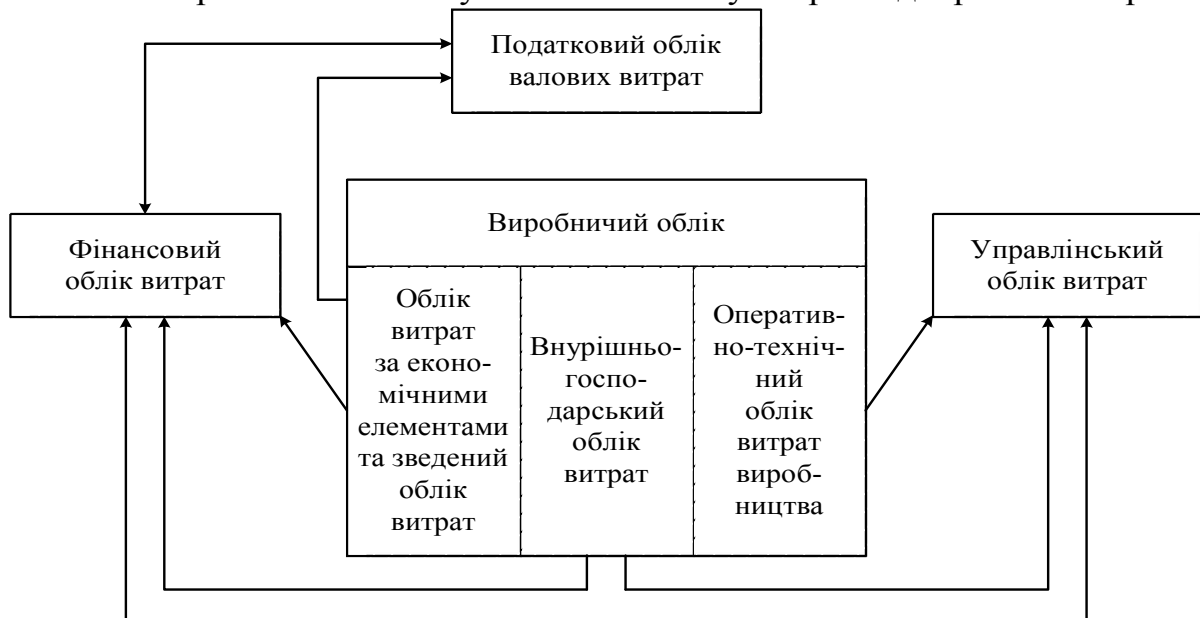 Податковий облік
валових витрат
Виробничий облік
Фінансовий
облік витрат
Управлінський
облік витрат
Облік
витрат
за еконо-
мічними
елементами
та зведений
облік
витрат
Внурішньо-
госпо-
дарський
облік
витрат
Оператив-
но-техніч-
ний
облік
витрат
вироб-
ництва